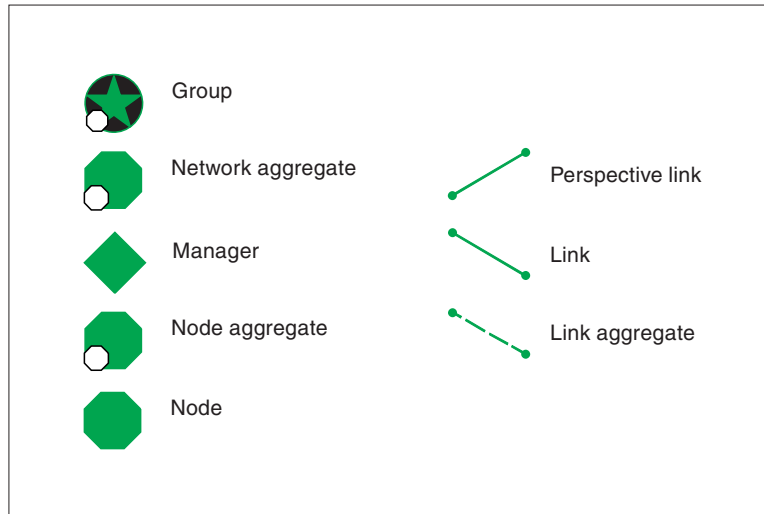 Group
Network aggregate
Manager
Node aggregate
Node
Perspective link
Link
Link aggregate